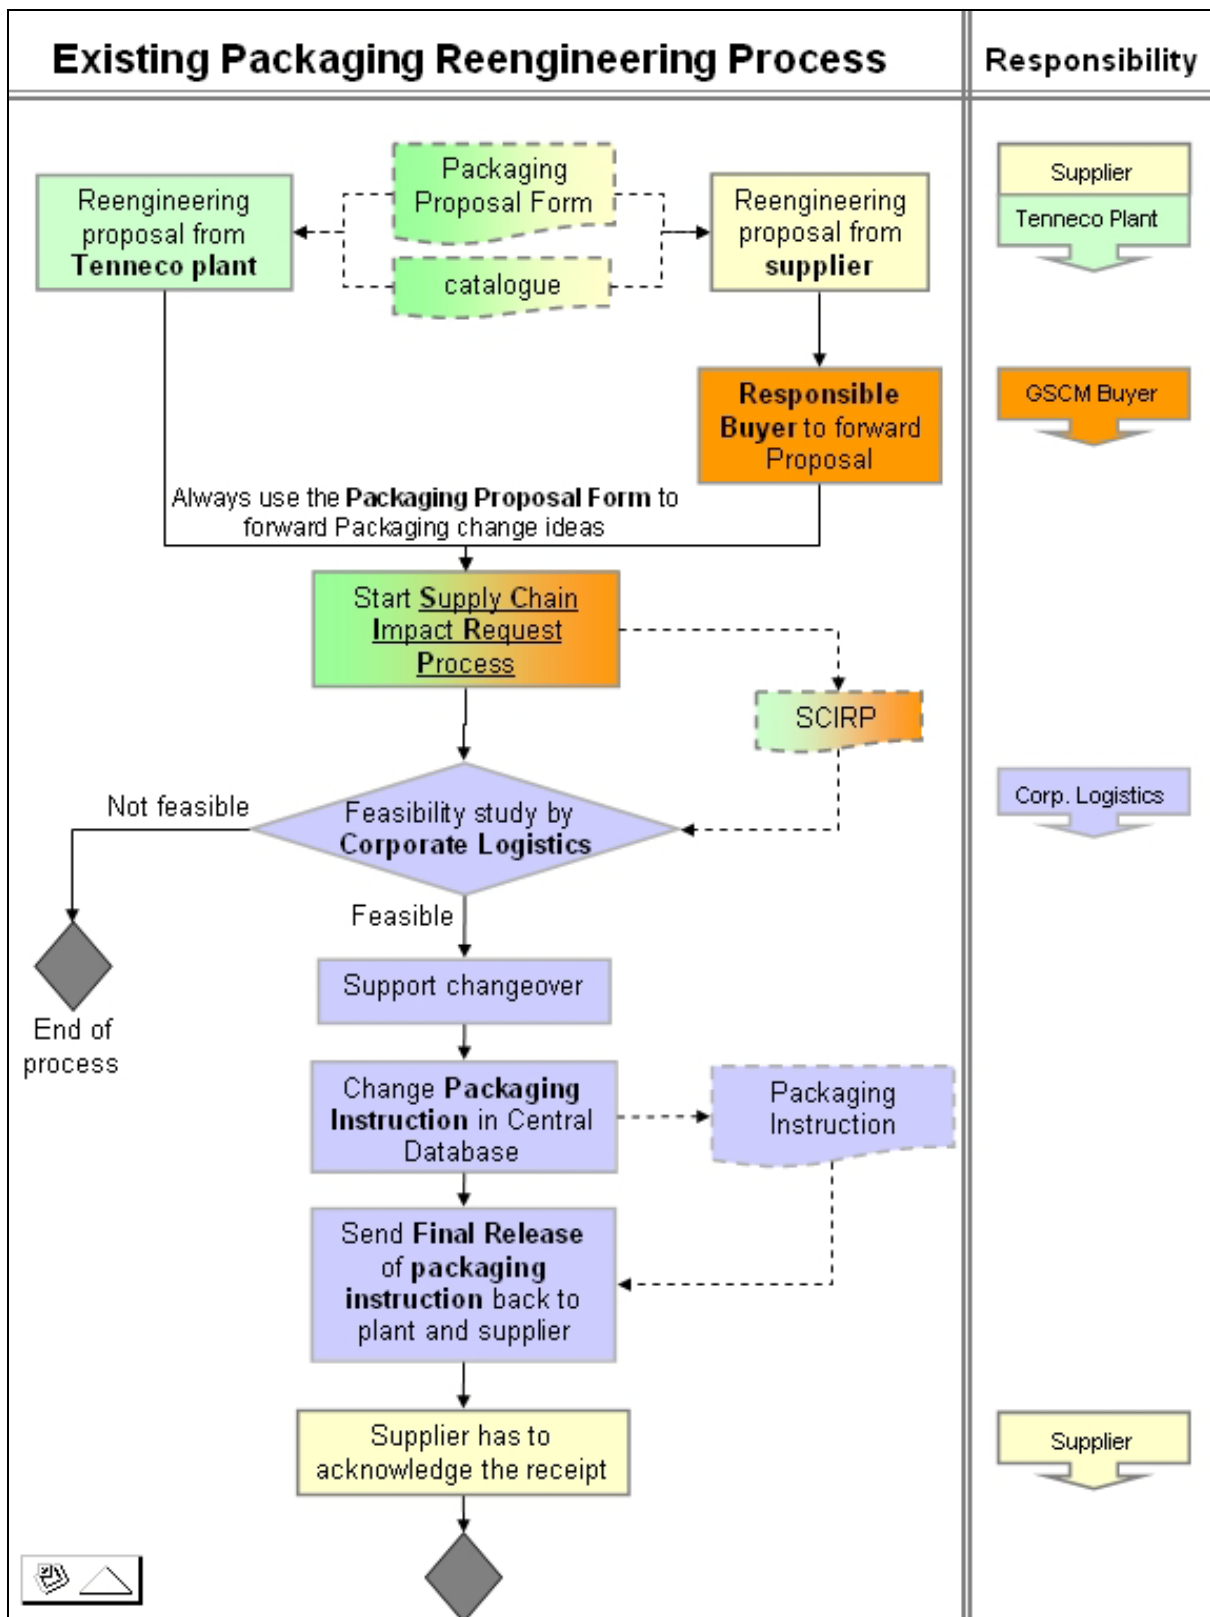 Existing Packaging Reengineering Process
Responsibility
Packaging
Proposal Form
catalogue
Reengineering
proposal from
Tenneco plant
Reengineering
proposal from
supplier
Supplier
Tenneco Plant
Responsible
Buyer to forward
Proposal
GSCM Buyer
Always use the Packaging Proposal Form to
forward Packaging change ideas
Start Supply Chain
Impact Request
Process
SCIRP
Not feasible
Feasibility study by
Corporate Logistics
Corp. Logistics
Feasible
End of
process
Support changeover
Change Packaging
Instruction in Central
Database
Packaging
Instruction
Send Final Release
of packaging
instruction back to
plant and supplier
Supplier has to
acknowledge the receipt
Supplier